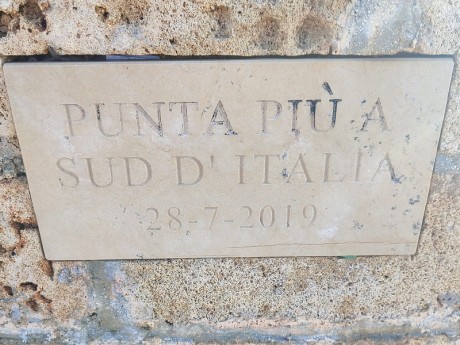 PUNTA PIÙ A
SUD D' ITALIA
28-7-2019